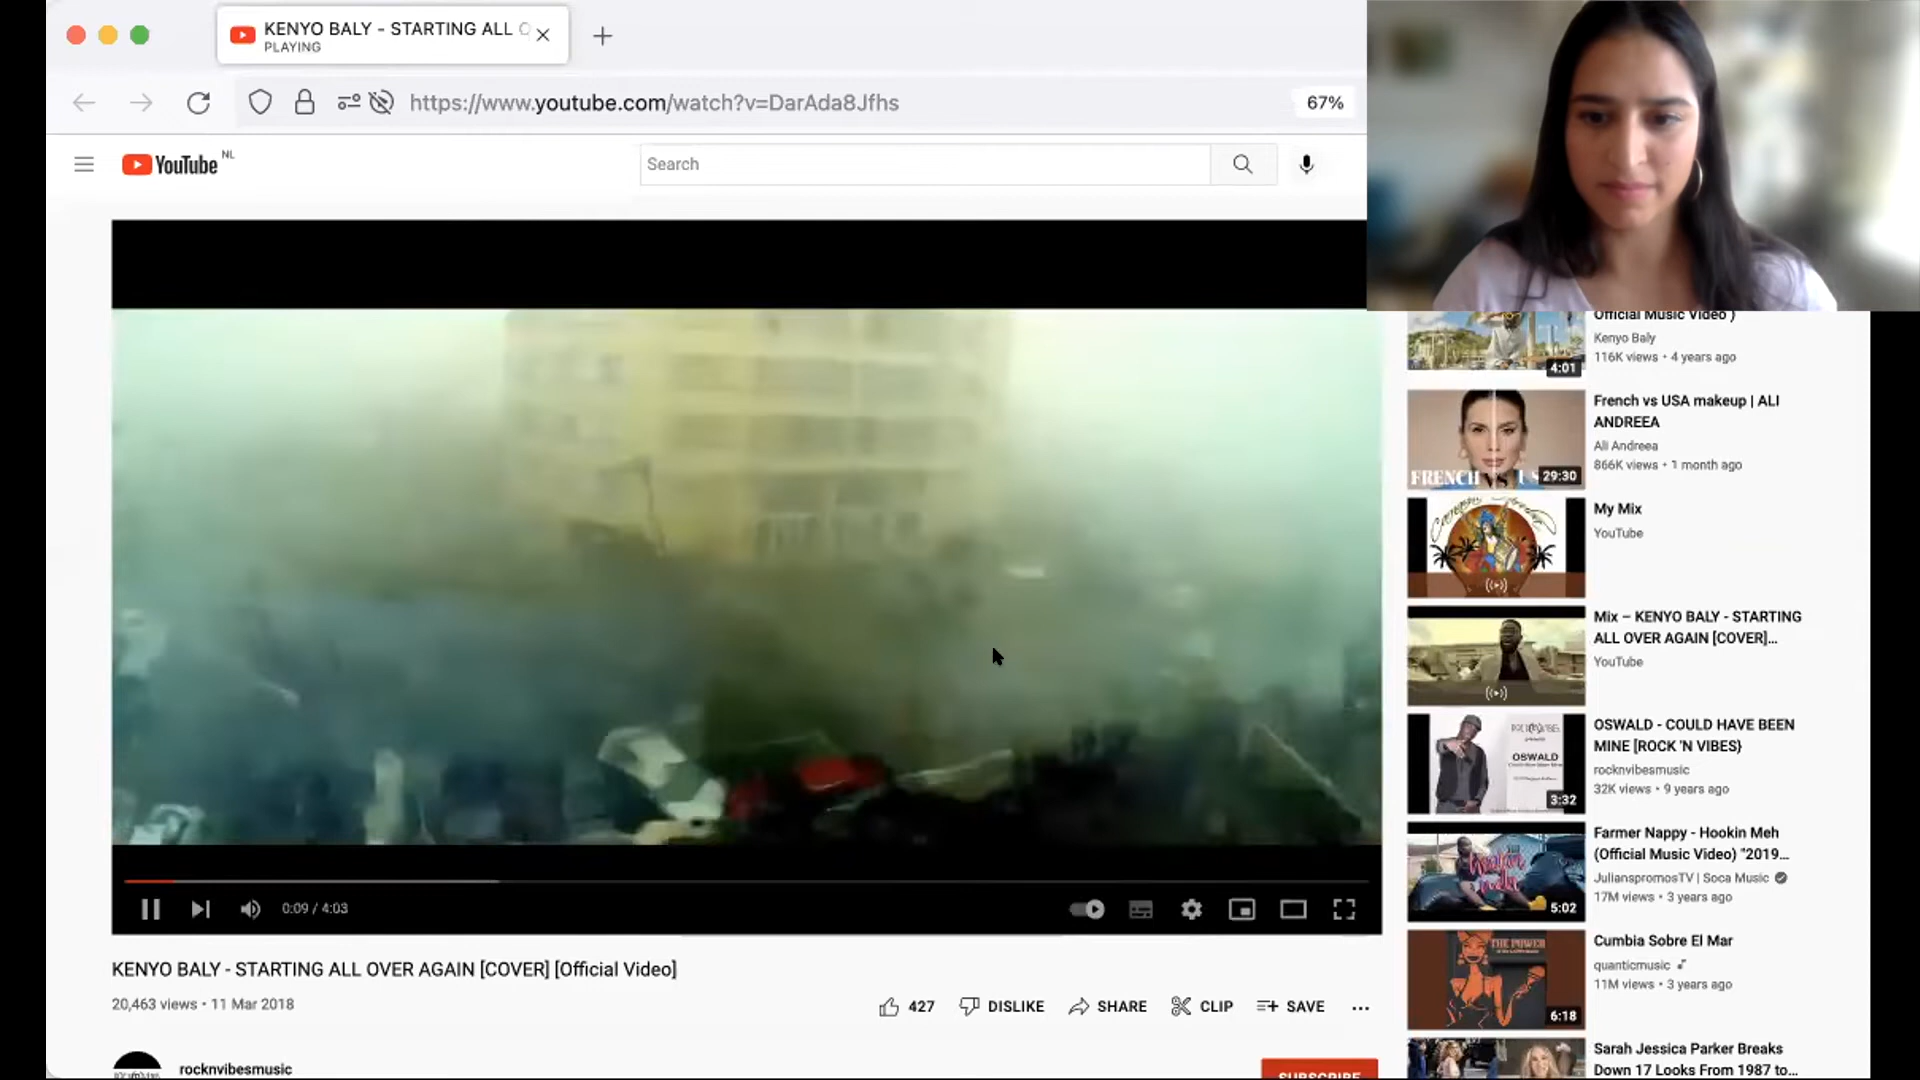 KENYO BALY - STARTING ALL
PLAYING
https://www.youtube.com/watch?v=DarAda8Jfhs
67%
YouTube NL
Search
0:09 / 4:03
KENYO BALY - STARTING ALL OVER AGAIN [COVER] [Official Video]
20,463 views • 11 Mar 2018
427
DISLIKE
SHARE
CLIP
SAVE
rocknvibesmusic
SUBSCRIBE
Official Music Video )
Kenyo Baly
116K views • 4 years ago
4:01
French vs USA makeup | ALI
ANDREEA
Ali Andreea
866K views • 1 month ago
FRENCH VS
29:30
My Mix
YouTube
Mix – KENYO BALY - STARTING
ALL OVER AGAIN [COVER]...
YouTube
OSWALD - COULD HAVE BEEN
MINE [ROCK 'N VIBES}
rocknvibesmusic
32K views • 9 years ago
OSWALD
3:32
Farmer Nappy - Hookin Meh
(Official Music Video) "2019...
JulianspromosTV | Soca Music
17M views • 3 years ago
5:02
Cumbia Sobre El Mar
quanticmusic
11M views • 3 years ago
THE POWER
6:18
Sarah Jessica Parker Breaks
Down 17 Looks From 1987 to...